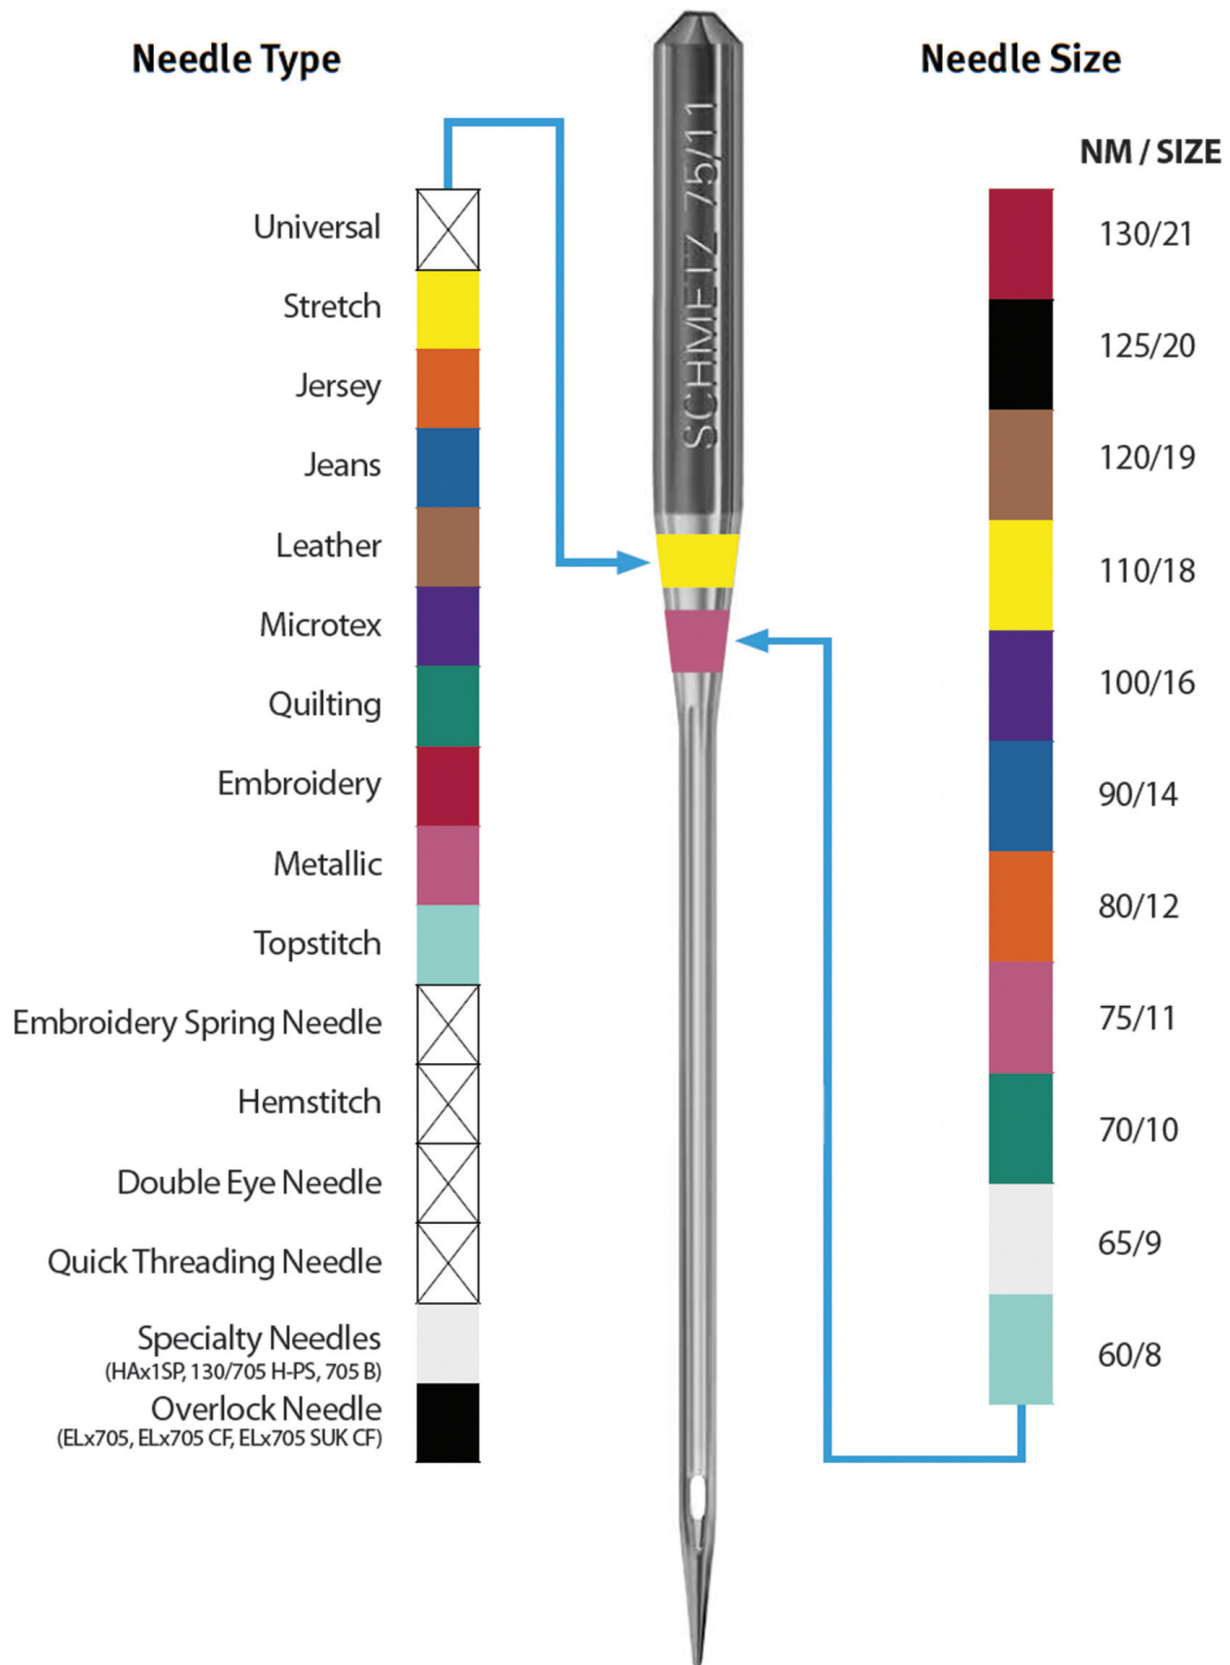 Needle Type
Universal
Stretch
Jersey
Jeans
Leather
Microtex
Quilting
Embroidery
Metallic
Topstitch
Embroidery Spring Needle
Hemstitch
Double Eye Needle
Quick Threading Needle
Specialty Needles
(HAx1SP, 130/705 H-PS, 705 B)
Overlock Needle
(ELx705, ELx705 CF, ELx705 SUK CF)
SCHMETZ 75/11
Needle Size
NM / SIZE
130/21
125/20
120/19
110/18
100/16
90/14
80/12
75/11
70/10
65/9
60/8